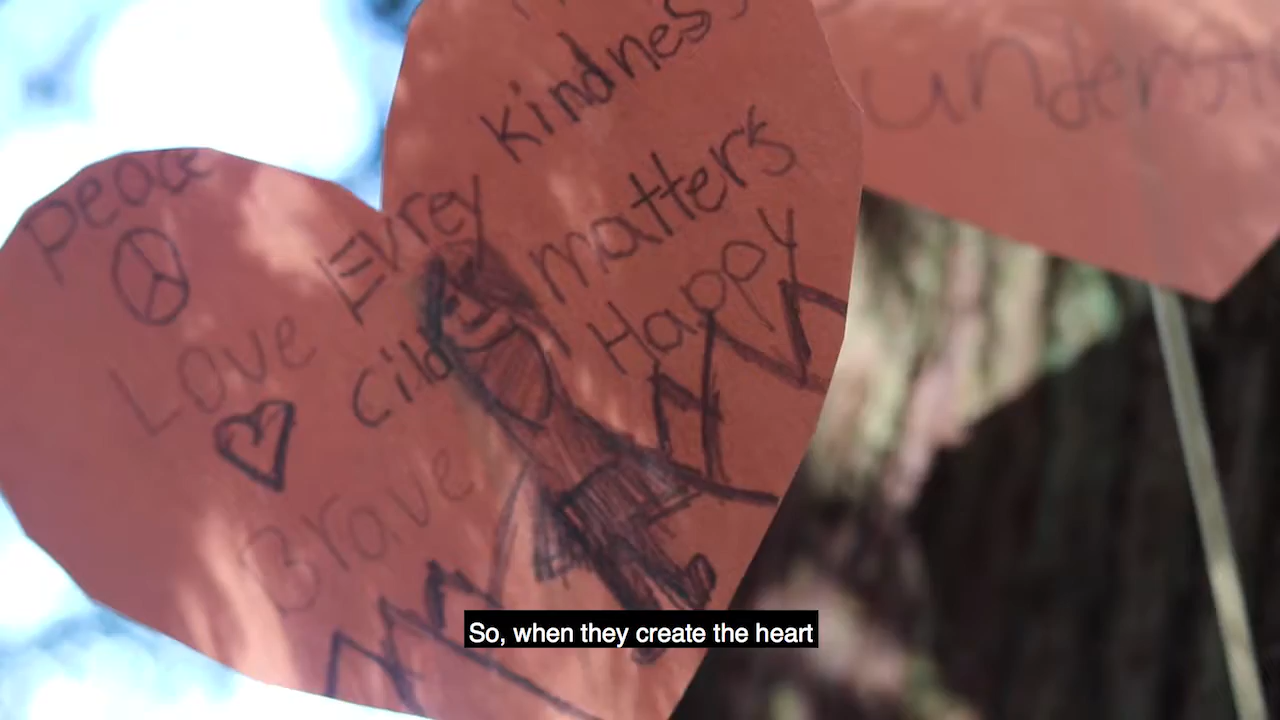 peace
Love
Brave
Evrey
Cild
kindness
matters
Happy
So, when they create the heart